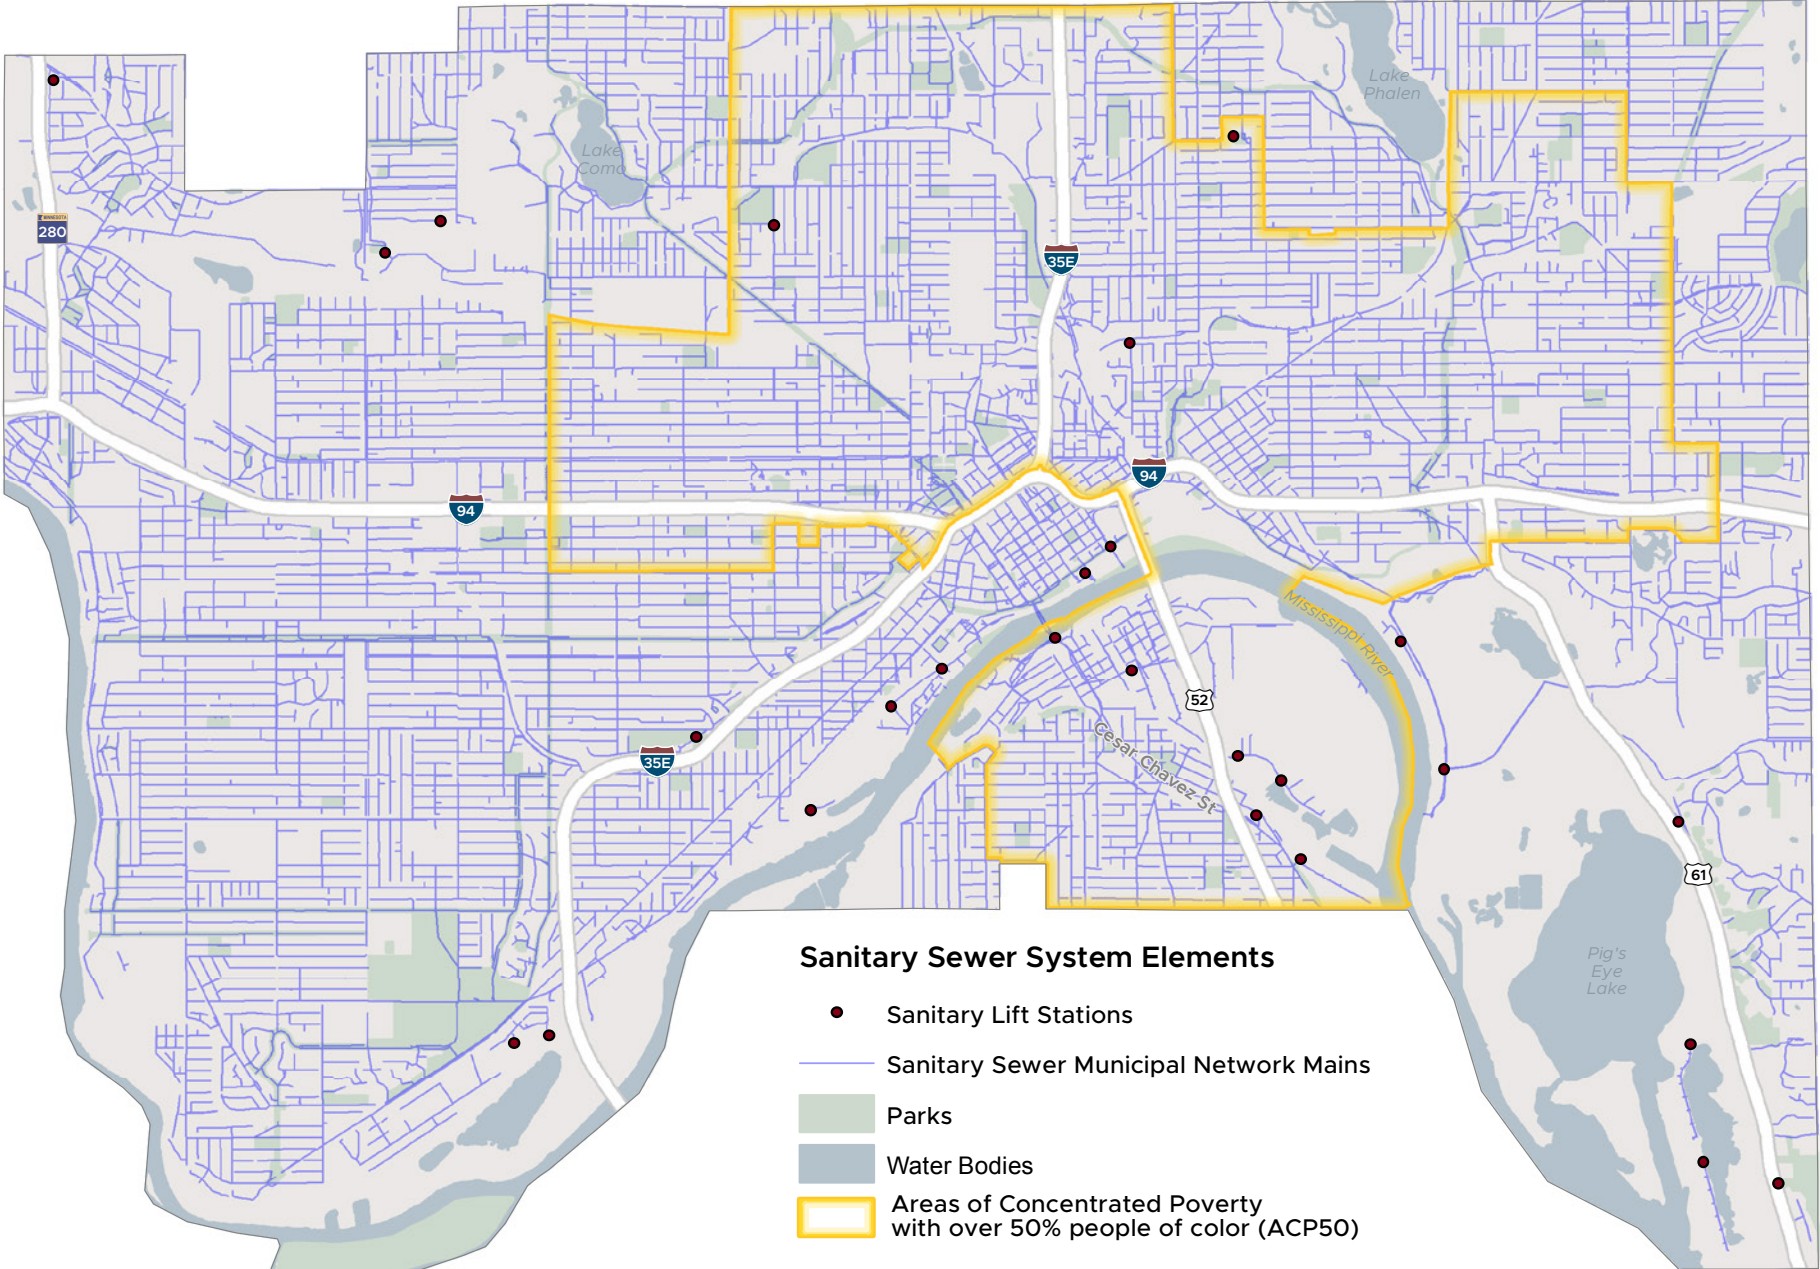 Lake
Phalen
Lake
Como
MINNESOTA
280
35E
94
94
Mississippi River
52
Cesar Chavez St
35E
61
Pig's
Eye
Lake
Sanitary Sewer System Elements
Sanitary Lift Stations
Sanitary Sewer Municipal Network Mains
Parks
Water Bodies
Areas of Concentrated Poverty
with over 50% people of color (ACP50)